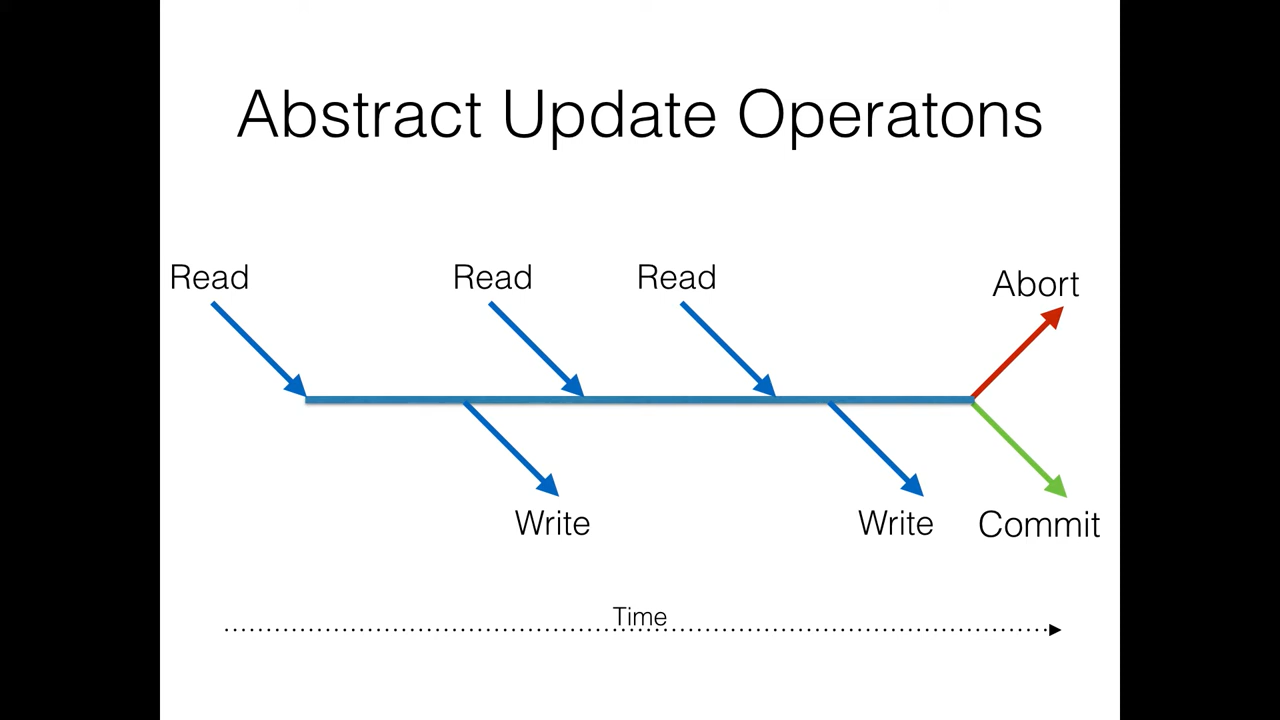 Abstract Update Operatons
Read
Read
Read
Abort
Write
Write
Commit
Time